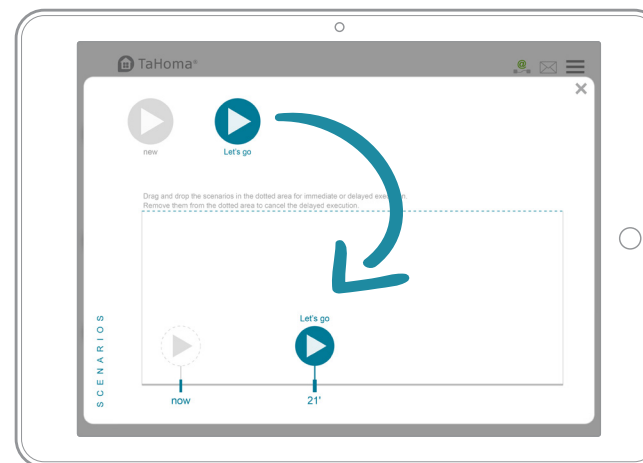 TaHoma®
@
new
Let's go
Drag and drop the scenarios in the dotted area for immediate or delayed execution.
Remove them from the dotted area to cancel the delayed execution.
SCENARIOS
Let's go
now
21'